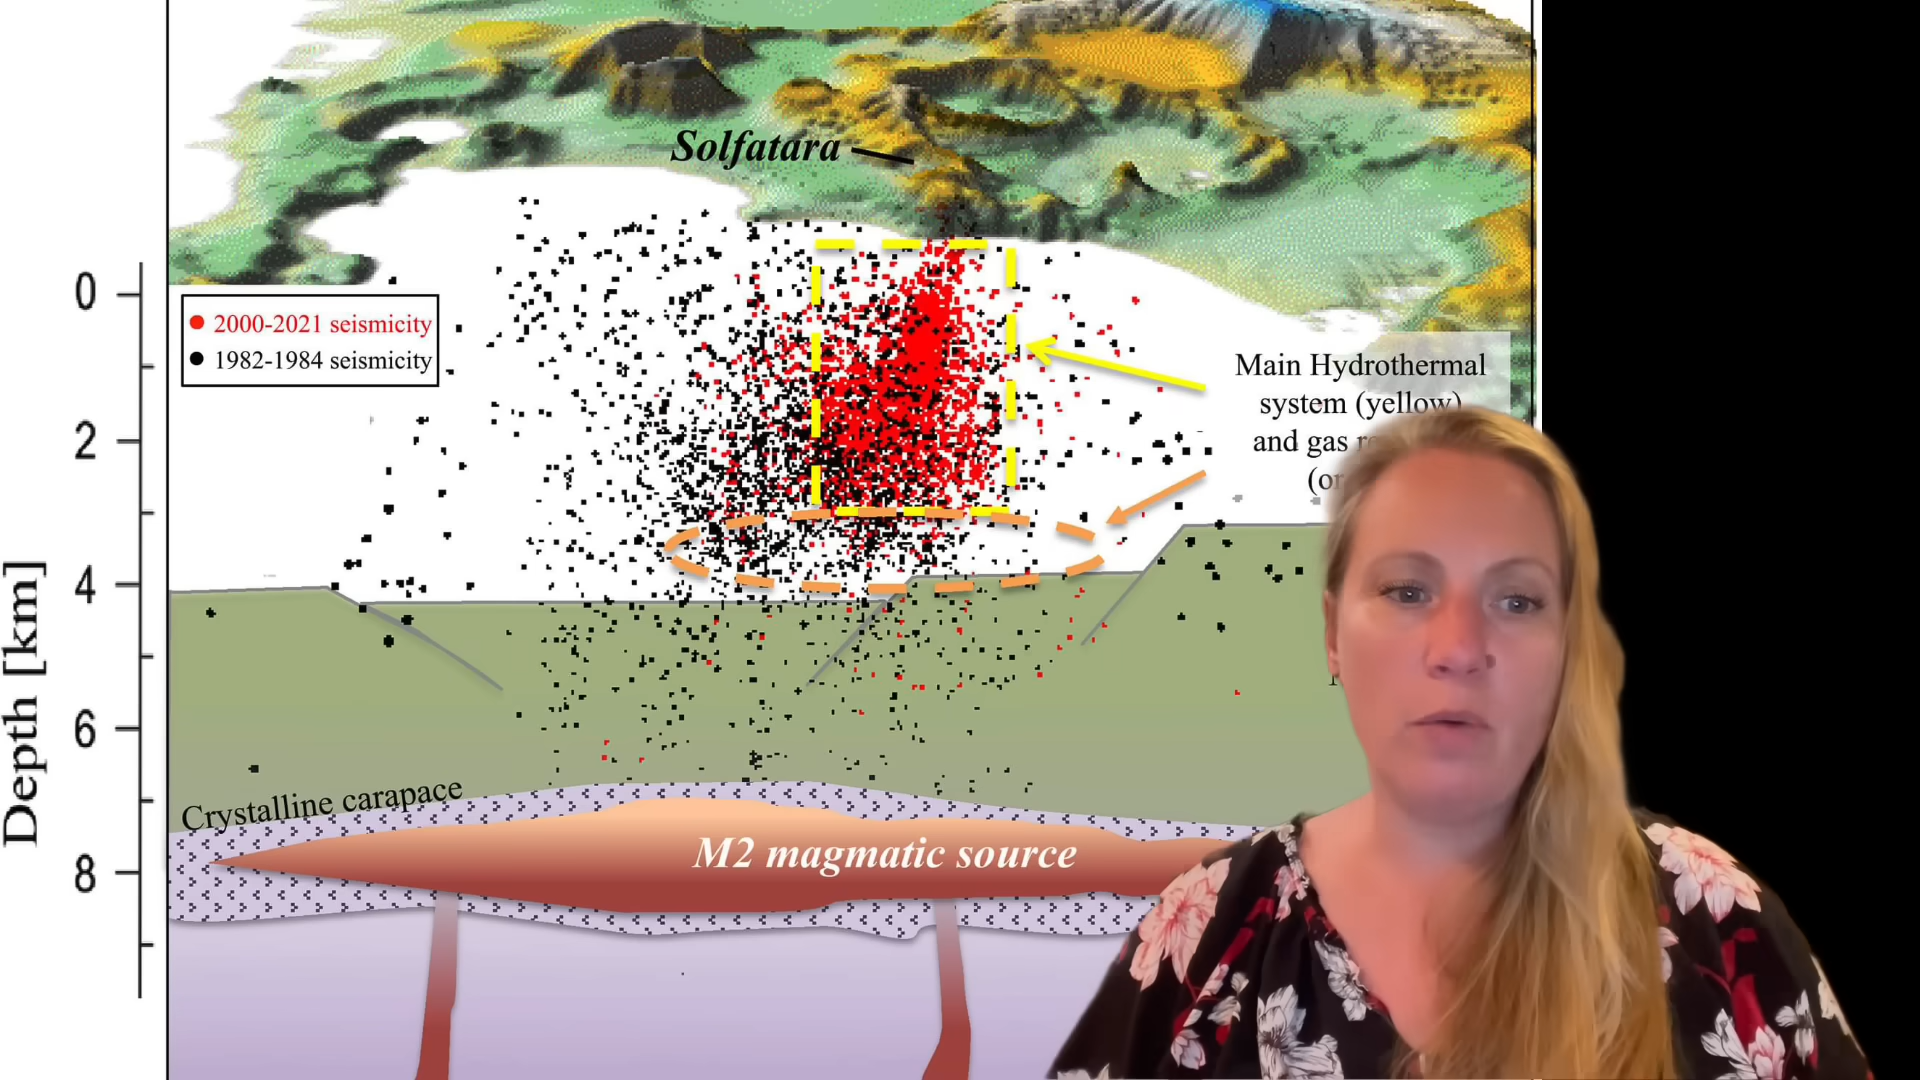 Solfatara
0
2000-2021 seismicity
1982-1984 seismicity
Main Hydrothermal
system (yellow)
and gas
2
4
Depth [km]
6
Crystalline carapace
M2 magmatic source
8